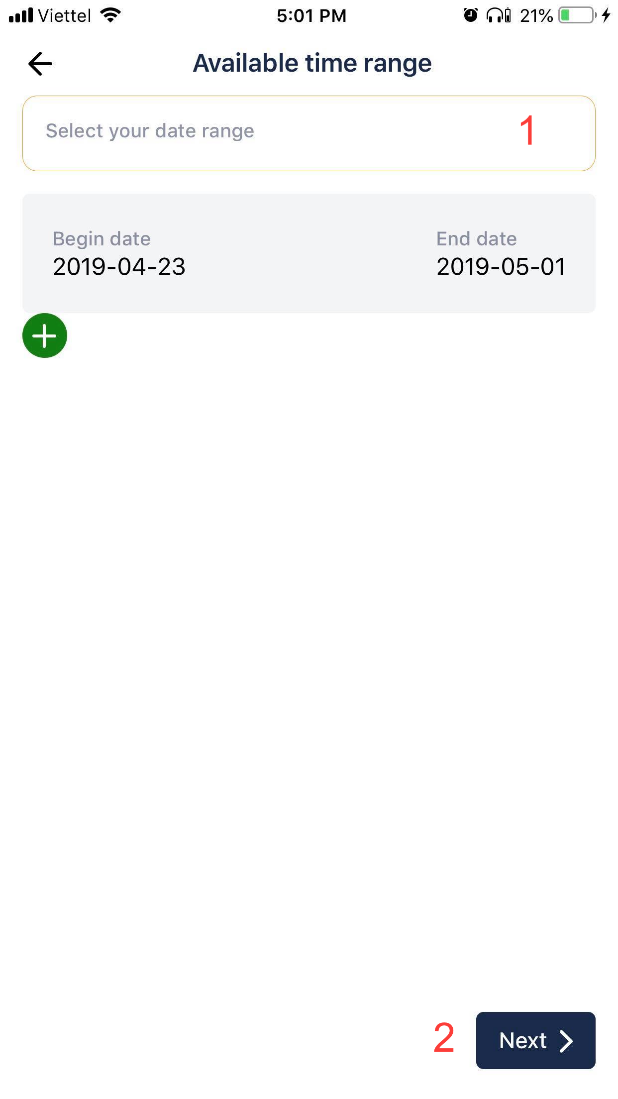 Viettel 5:01 PM 21%
Available time range
Select your date range 1
Begin date End date
2019-04-23 2019-05-01
2 Next